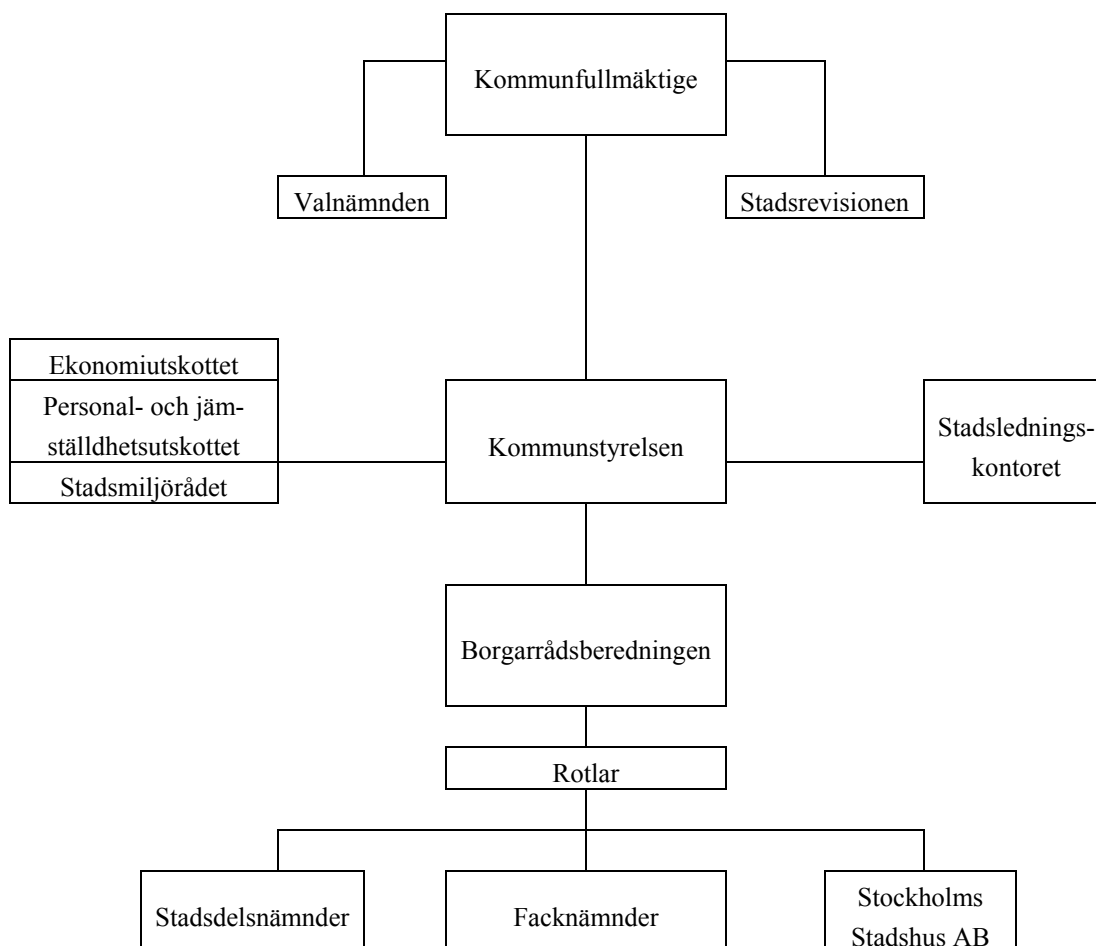 Kommunfullmäktige
Valnämnden
Stadsrevisionen
Ekonomiutskottet
Personal- och jäm-
ställdhetsutskottet
Stadsmiljörådet
Kommunstyrelsen
Stadslednings-
kontoret
Borgarrådsberedningen
Rotlar
Stadsdelsnämnder
Facknämnder
Stockholms
Stadshus AB